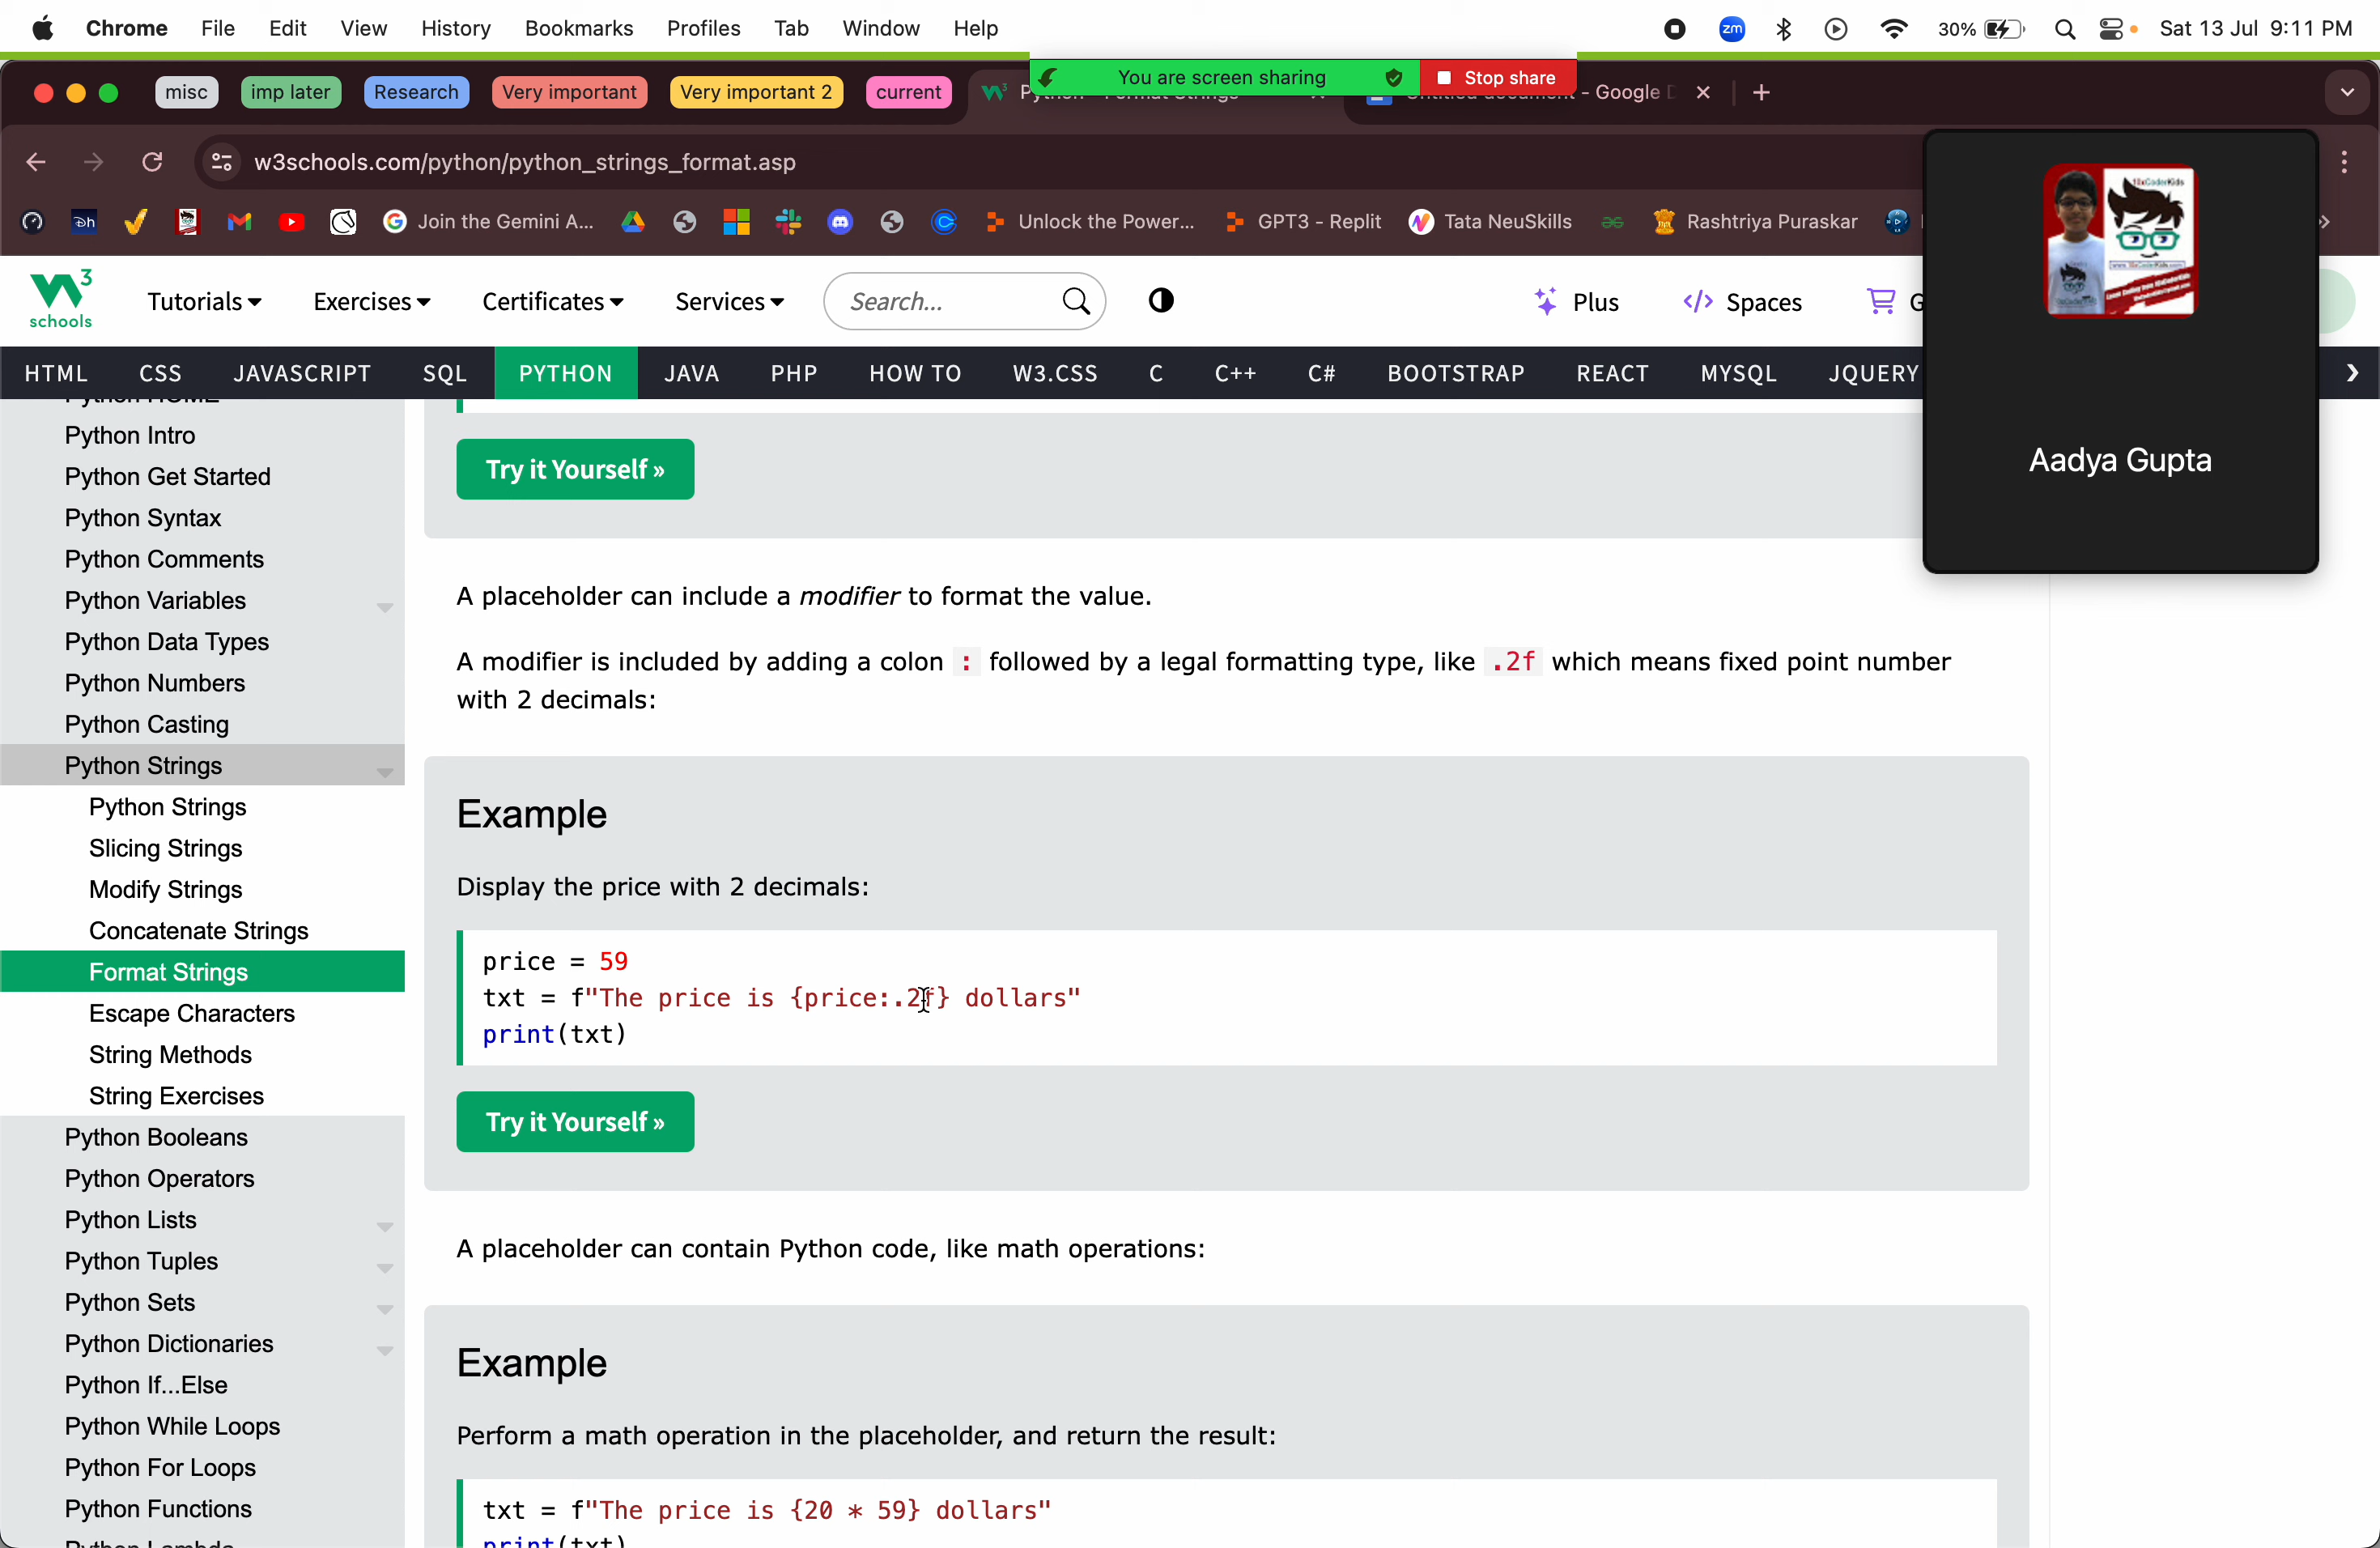 Chrome File Edit View History Bookmarks Profiles Tab Window Help
zm 30% Sat 13 Jul 9:11 PM
You are screen sharing Stop share
misc imp later Research Very important Very important 2 current
- Google
w3schools.com/python/python_strings_format.asp
Join the Gemini A... Unlock the Power... GPT3 - Replit Tata NeuSkills Rashtriya Puraskar
Aadya Gupta
schools
Tutorials Exercises Certificates Services Search... Plus Spaces G
HTML CSS JAVASCRIPT SQL PYTHON JAVA PHP HOW TO W3.CSS C C++ C# BOOTSTRAP REACT MYSQL JQUERY
Python Intro
Python Get Started
Python Syntax
Python Comments
Python Variables
Python Data Types
Python Numbers
Python Casting
Python Strings
Python Strings
Slicing Strings
Modify Strings
Concatenate Strings
Format Strings
Escape Characters
String Methods
String Exercises
Python Booleans
Python Operators
Python Lists
Python Tuples
Python Sets
Python Dictionaries
Python If...Else
Python While Loops
Python For Loops
Python Functions
Try it Yourself »
A placeholder can include a modifier to format the value.
A modifier is included by adding a colon : followed by a legal formatting type, like .2f which means fixed point number
with 2 decimals:
Example
Display the price with 2 decimals:
price = 59
txt = f"The price is {price:.2f} dollars"
print(txt)
Try it Yourself »
A placeholder can contain Python code, like math operations:
Example
Perform a math operation in the placeholder, and return the result:
txt = f"The price is {20 * 59} dollars"
print(txt)